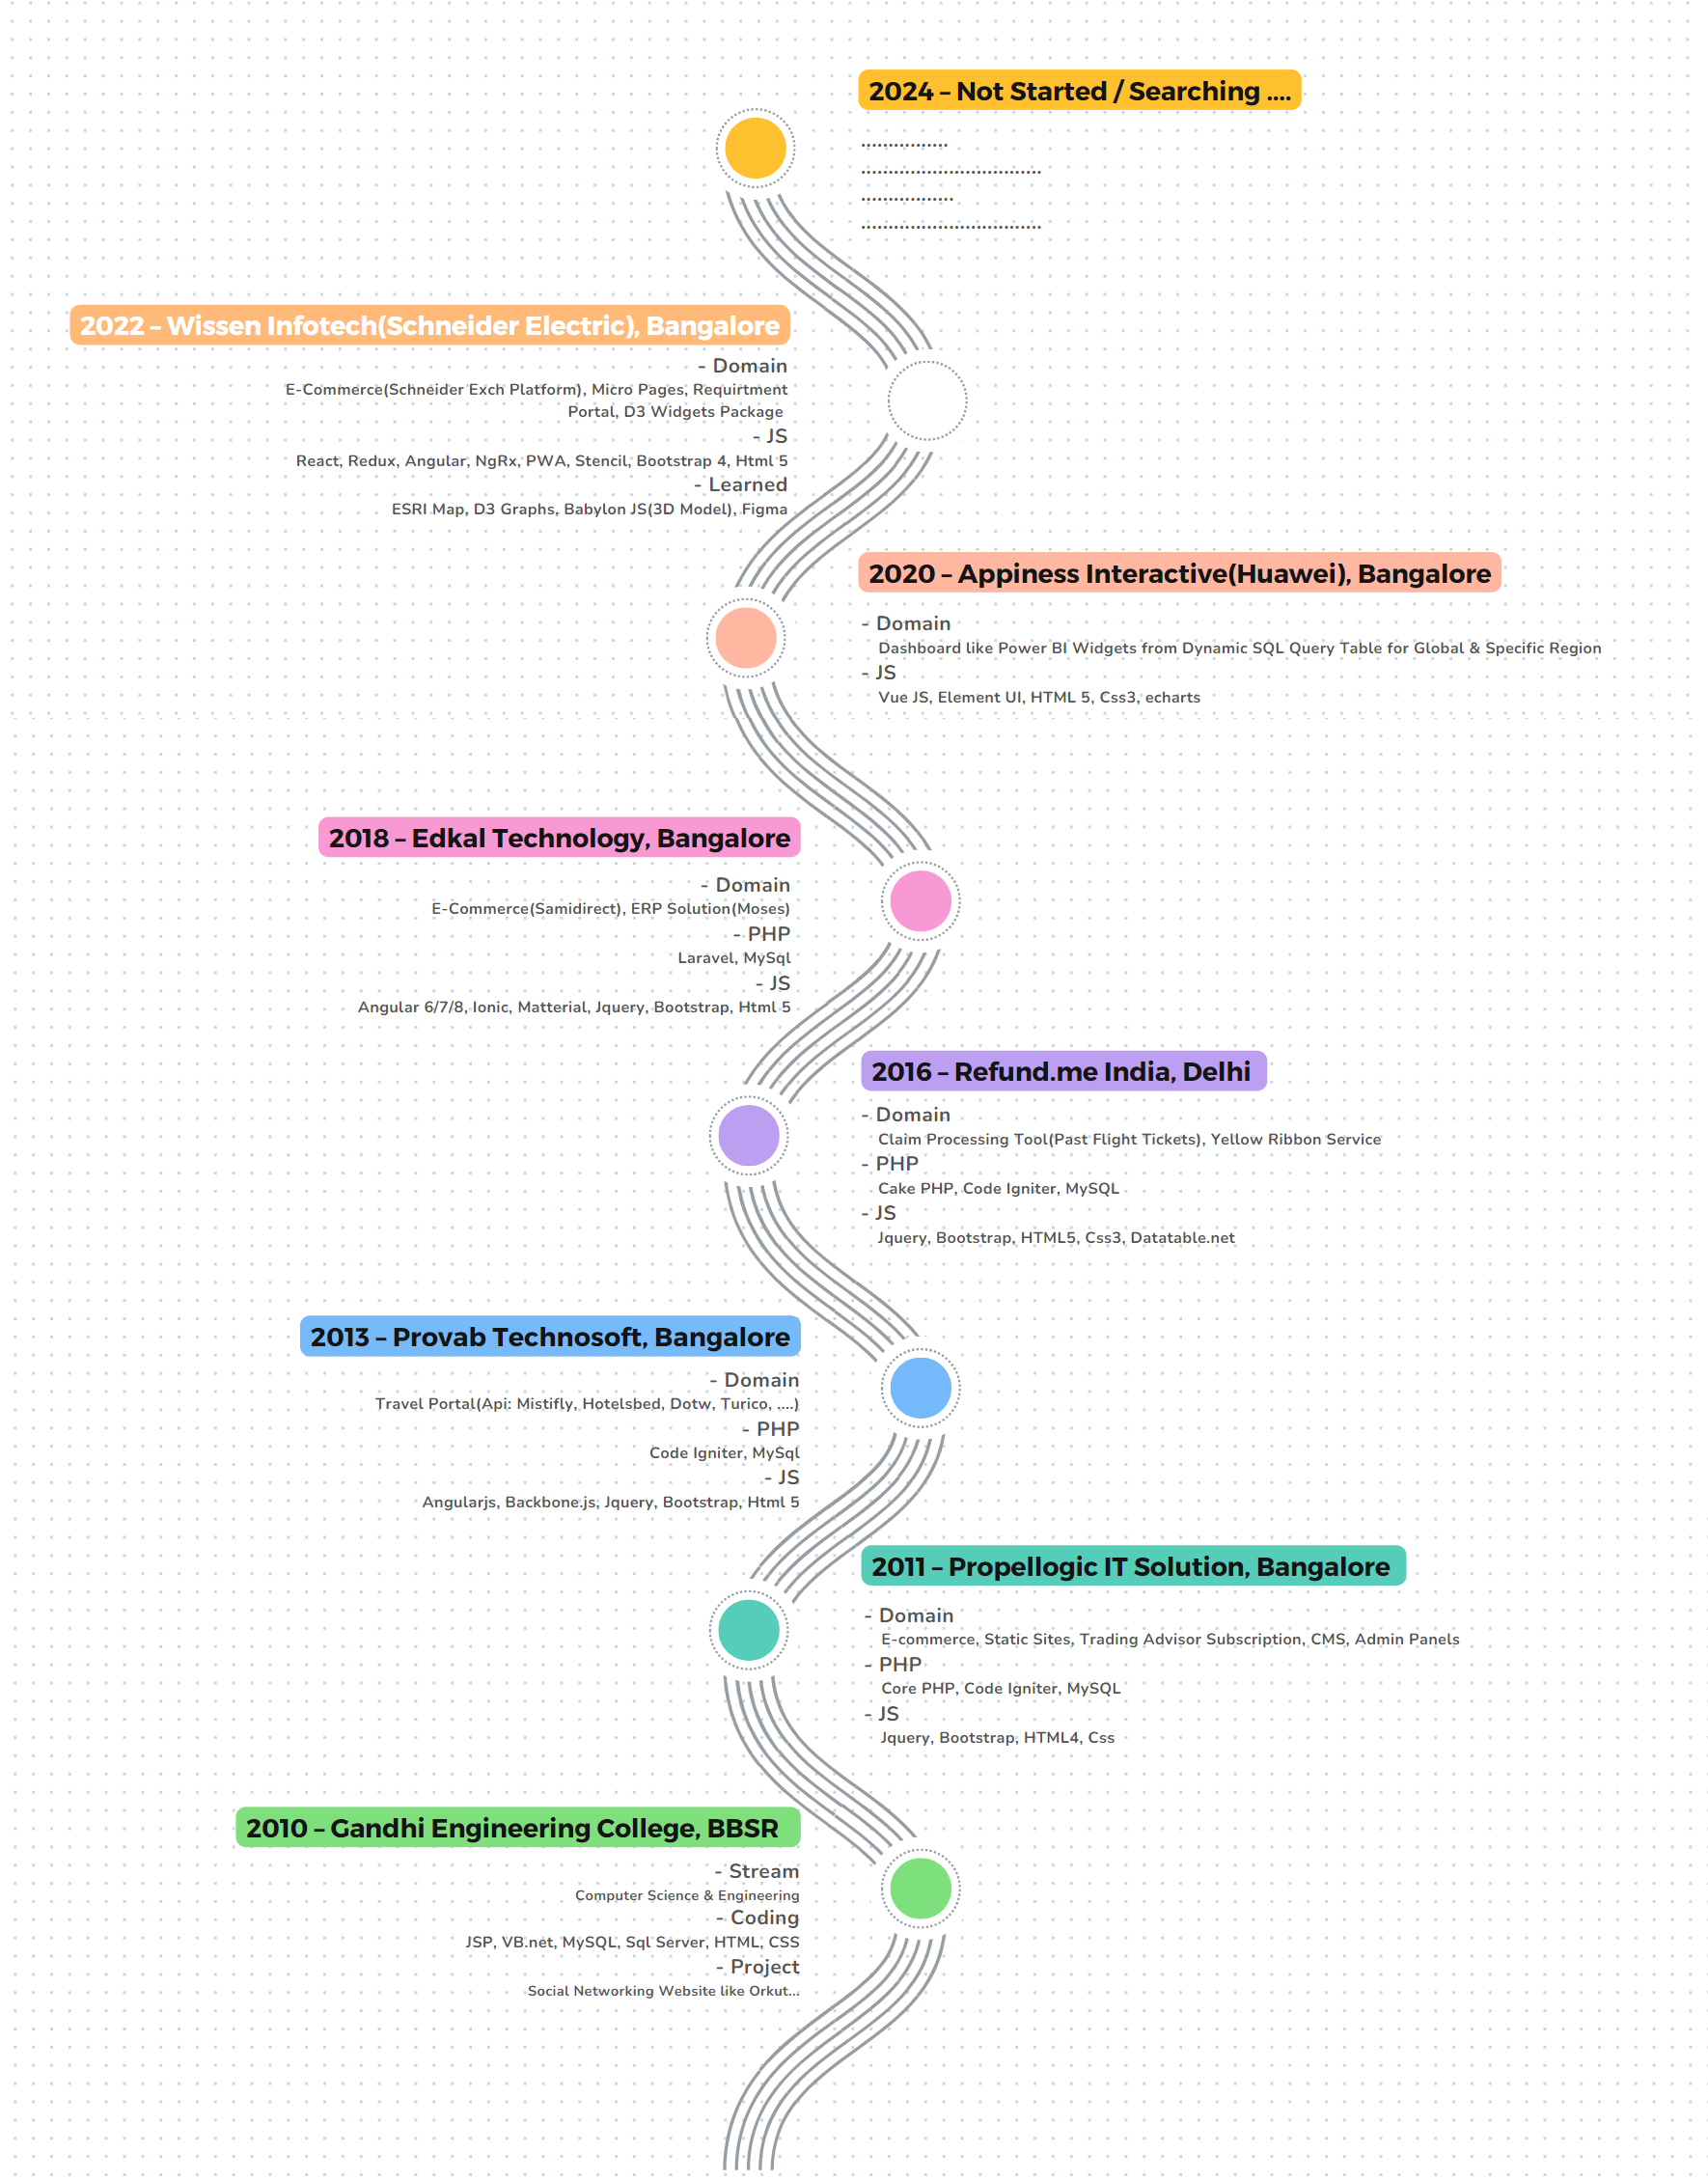 2024 – Not Started / Searching ....
................
.................................
.................
.................................
2022 – Wissen Infotech(Schneider Electric), Bangalore
- Domain
E-Commerce(Schneider Exch Platform), Micro Pages, Requirtment
Portal, D3 Widgets Package
- JS
React, Redux, Angular, NgRx, PWA, Stencil, Bootstrap 4, Html 5
- Learned
ESRI Map, D3 Graphs, Babylon JS(3D Model), Figma
2020 – Appiness Interactive(Huawei), Bangalore
- Domain
Dashboard like Power BI Widgets from Dynamic SQL Query Table for Global & Specific Region
- JS
Vue JS, Element UI, HTML 5, Css3, echarts
2018 – Edkal Technology, Bangalore
- Domain
E-Commerce(Samidirect), ERP Solution(Moses)
- PHP
Laravel, MySql
- JS
Angular 6/7/8, Ionic, Matterial, Jquery, Bootstrap, Html 5
2016 – Refund.me India, Delhi
- Domain
Claim Processing Tool(Past Flight Tickets), Yellow Ribbon Service
- PHP
Cake PHP, Code Igniter, MySQL
- JS
Jquery, Bootstrap, HTML5, Css3, Datatable.net
2013 – Provab Technosoft, Bangalore
- Domain
Travel Portal(Api: Mistifly, Hotelsbed, Dotw, Turico, ....)
- PHP
Code Igniter, MySql
- JS
Angularjs, Backbone.js, Jquery, Bootstrap, Html 5
2011 – Propellogic IT Solution, Bangalore
- Domain
E-commerce, Static Sites, Trading Advisor Subscription, CMS, Admin Panels
- PHP
Core PHP, Code Igniter, MySQL
- JS
Jquery, Bootstrap, HTML4, Css
2010 – Gandhi Engineering College, BBSR
- Stream
Computer Science & Engineering
- Coding
JSP, VB.net, MySQL, Sql Server, HTML, CSS
- Project
Social Networking Website like Orkut...